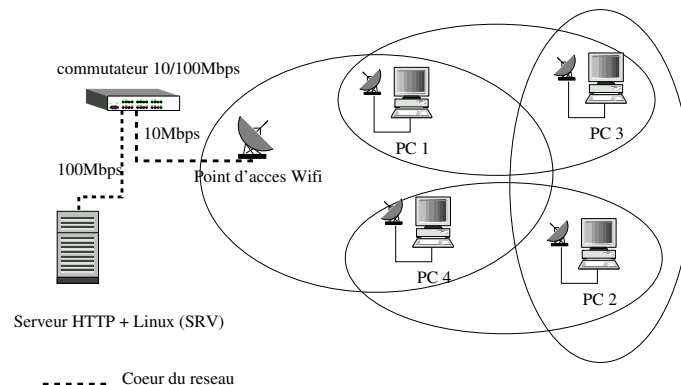 commutateur 10/100Mbps
10Mbps
100Mbps
Point d'acces Wifi
PC 1
PC 3
PC 4
PC 2
Serveur HTTP + Linux (SRV)
Coeur du reseau